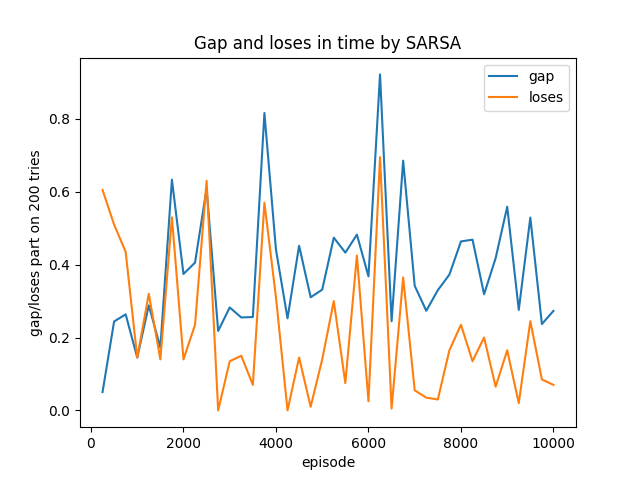 Gap and loses in time by SARSA
gap
loses
gap/loses part on 200 tries
0.8
0.6
0.4
0.2
0.0
0
2000
4000
6000
8000
10000
episode